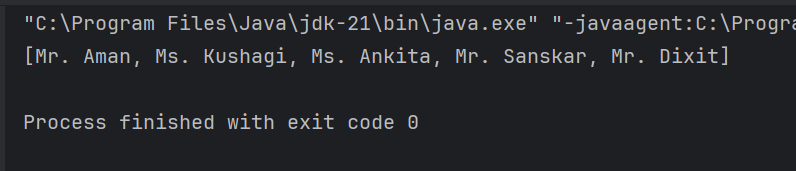 "C:\Program Files\Java\jdk-21\bin\java.exe" "-javaagent:C:\Progra
[Mr. Aman, Ms. Kushagi, Ms. Ankita, Mr. Sanskar, Mr. Dixit]
Process finished with exit code 0